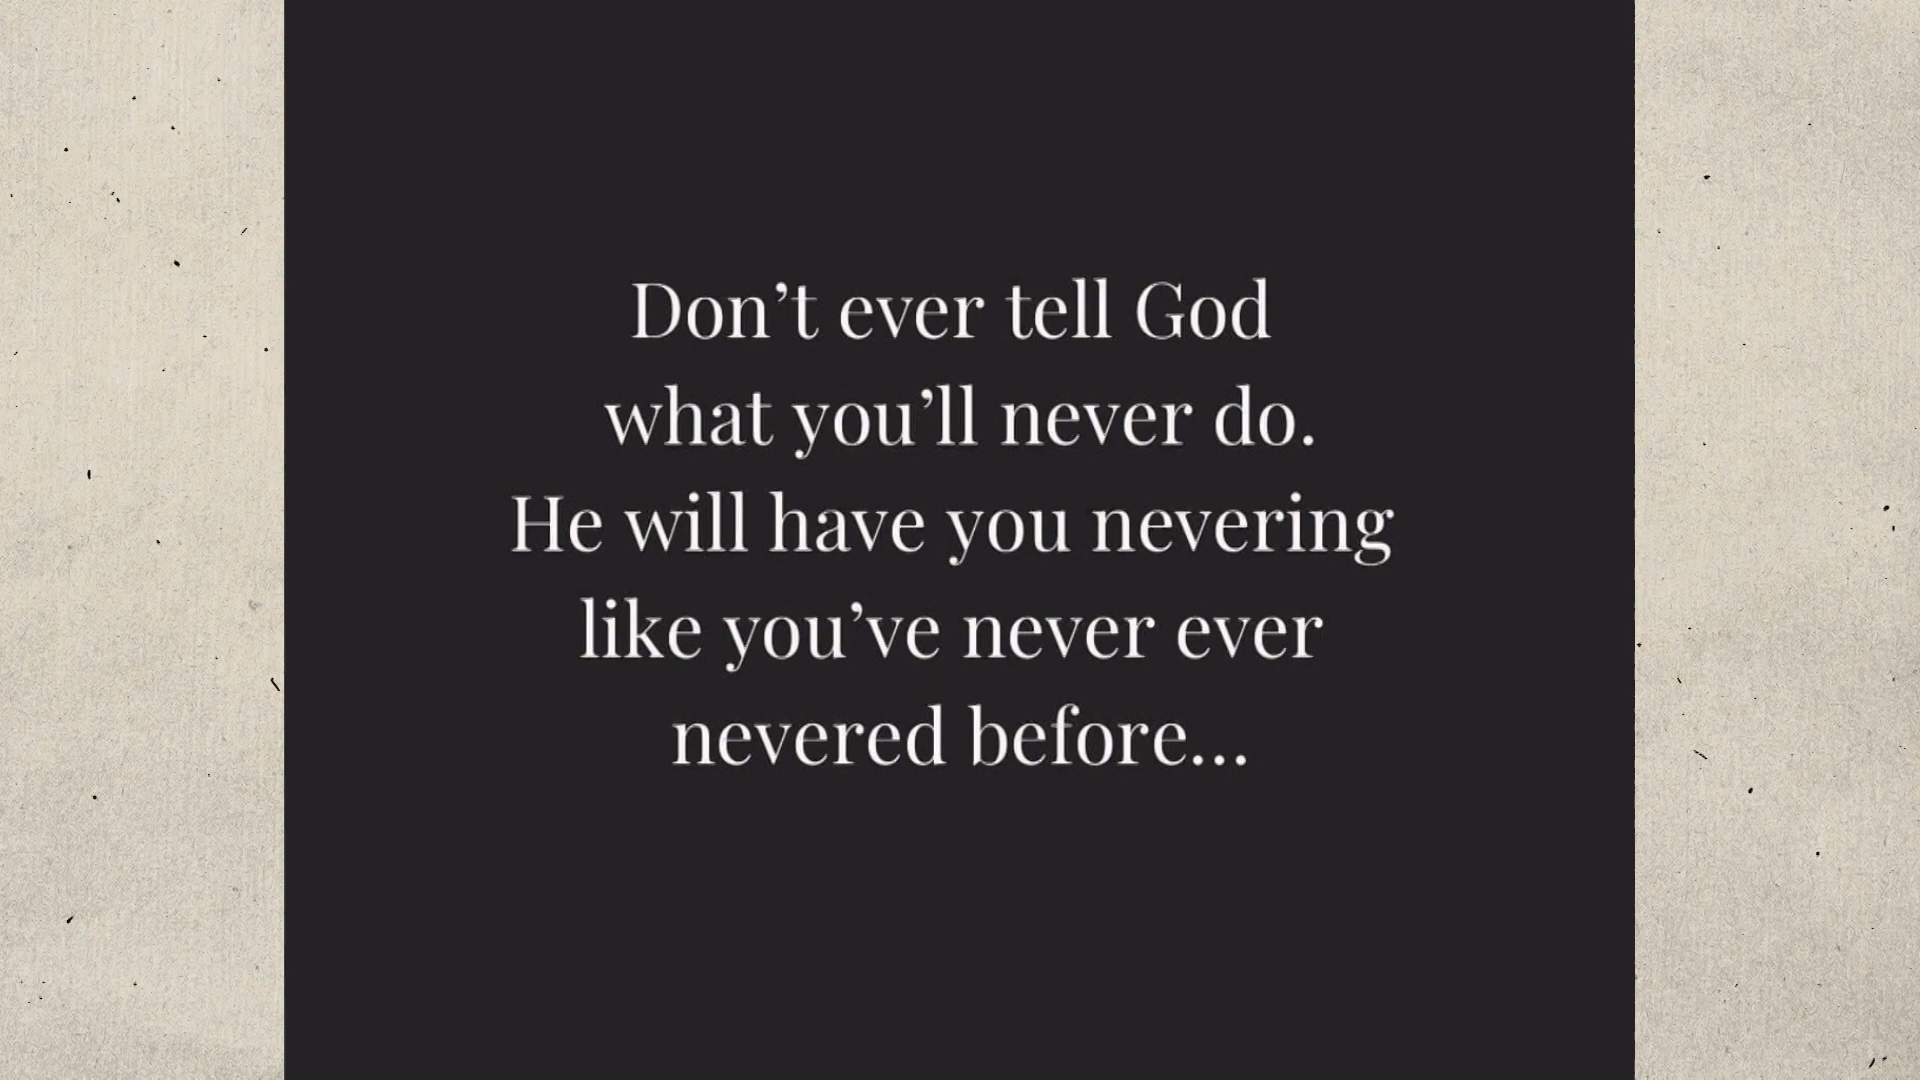 Don’t ever tell God
what you’ll never do.
He will have you nevering
like you’ve never ever
nevered before...